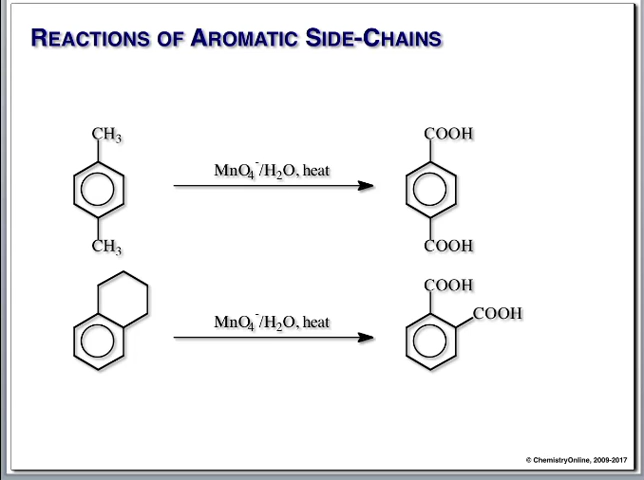 REACTIONS OF AROMATIC SIDE-CHAINS
CH₃
COOH
MnO₄⁻/H₂O, heat
CH₃
COOH
COOH
COOH
MnO₄⁻/H₂O, heat
© ChemistryOnline, 2009-2017